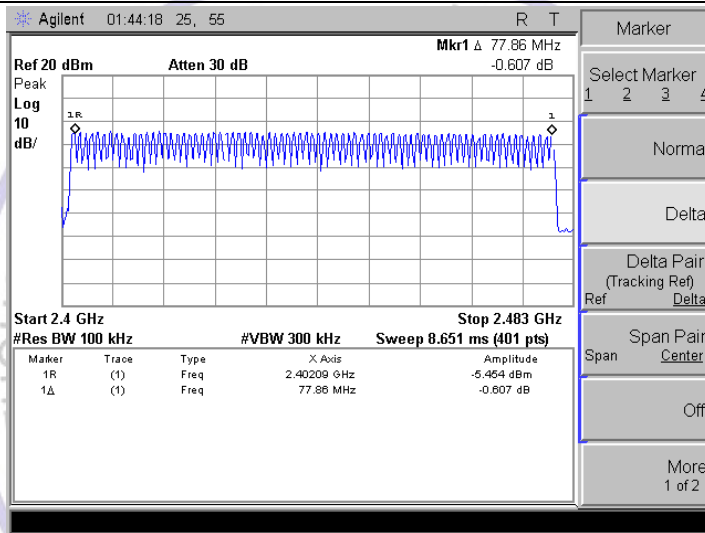 Agilent 01:44:18 25, 55 R T
Mkr1 Δ 77.86 MHz
Ref 20 dBm Atten 30 dB -0.607 dB
Peak
Log
10
dB/
1R 1
Start 2.4 GHz Stop 2.483 GHz
#Res BW 100 kHz #VBW 300 kHz Sweep 8.651 ms (401 pts)
Marker Trace Type X Axis Amplitude
1R (1) Freq 2.40209 GHz -5.454 dBm
1Δ (1) Freq 77.86 MHz -0.607 dB
Marker
Select Marker
1 2 3 4
Norma
Delta
Delta Pair
(Tracking Ref)
Ref Delta
Span Pair
Span Center
Off
More
1 of 2